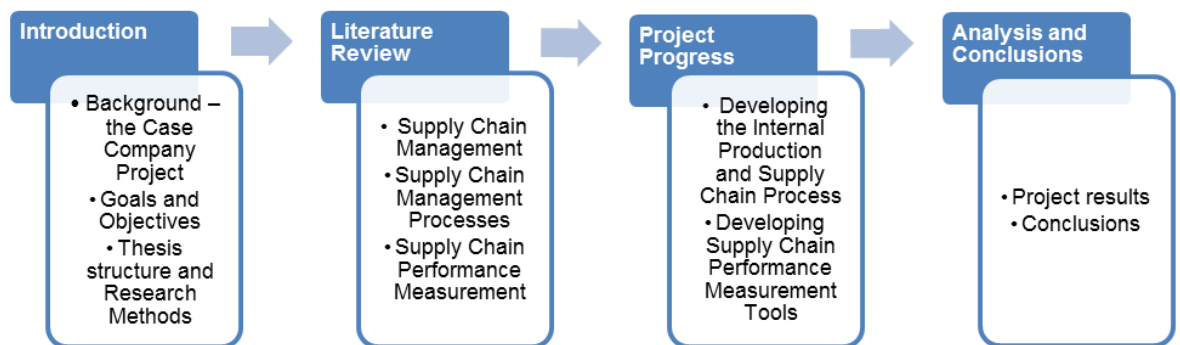 Introduction
• Background –
the Case
Company
Project
• Goals and
Objectives
• Thesis
structure and
Research
Methods
Literature
Review
• Supply Chain
Management
• Supply Chain
Management
Processes
• Supply Chain
Performance
Measurement
Project
Progress
• Developing
the Internal
Production
and Supply
Chain Process
• Developing
Supply Chain
Performance
Measurement
Tools
Analysis and
Conclusions
• Project results
• Conclusions